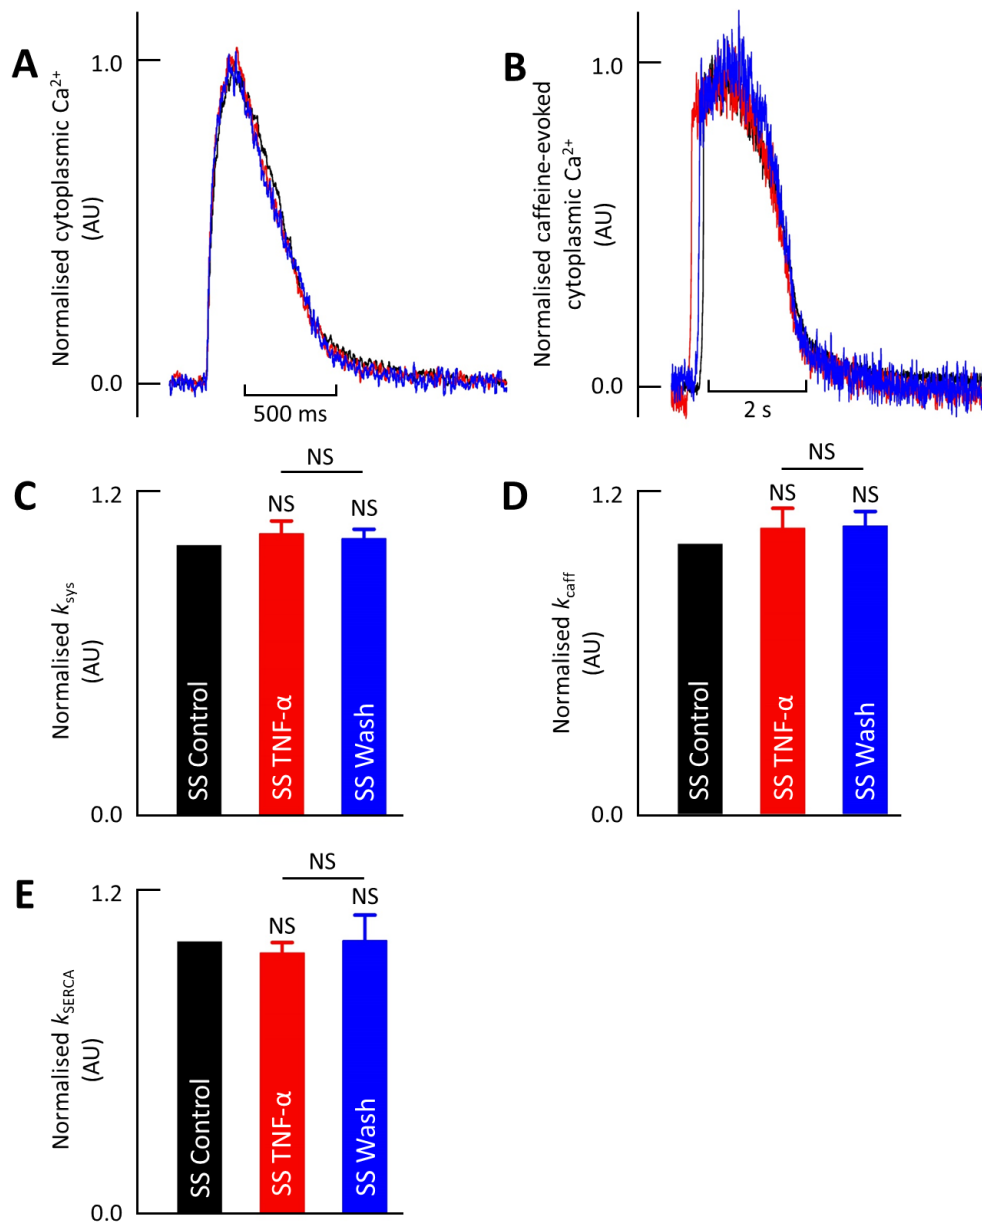 A
Normalised cytoplasmic Ca²⁺
(AU)
1.0
0.0
500 ms
B
Normalised caffeine-evoked
cytoplasmic Ca²⁺
(AU)
1.0
0.0
2 s
C
Normalised k_sys
(AU)
1.2
0.0
NS
NS
NS
SS Control
SS TNF-α
SS Wash
D
Normalised k_caff
(AU)
1.2
0.0
NS
NS
NS
SS Control
SS TNF-α
SS Wash
E
Normalised k_SERCA
(AU)
1.2
0.0
NS
NS
NS
SS Control
SS TNF-α
SS Wash